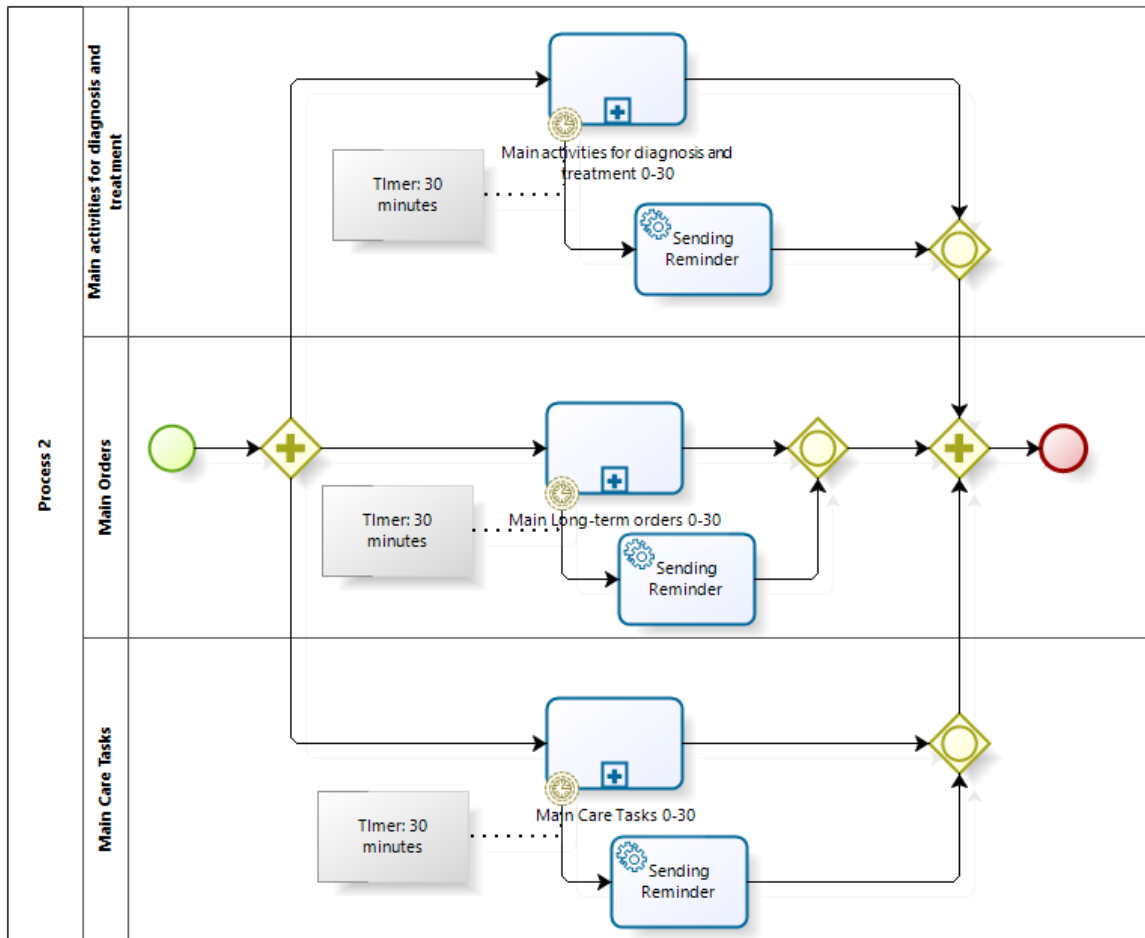 Process 2
Main activities for diagnosis and
treatment
Main activities for diagnosis and
treatment 0-30
TImer: 30
minutes
Sending
Reminder
Main Orders
Main Long-term orders 0-30
TImer: 30
minutes
Sending
Reminder
Main Care Tasks
Main Care Tasks 0-30
TImer: 30
minutes
Sending
Reminder